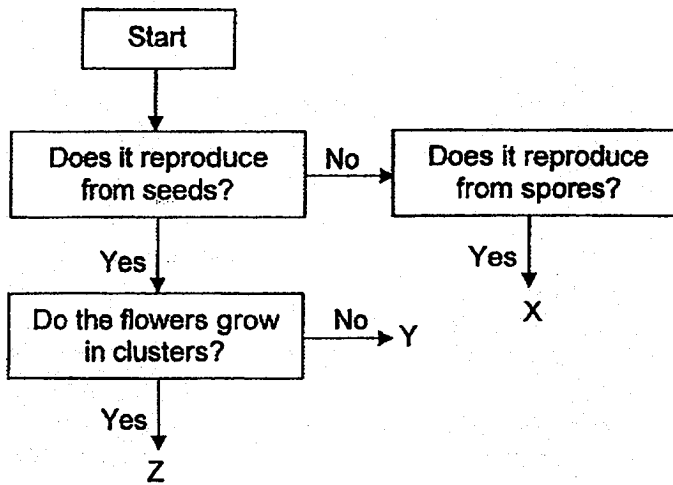 Start
Does it reproduce
from seeds?
No
Does it reproduce
from spores?
Yes
Yes
X
Do the flowers grow
in clusters?
No
Y
Yes
Z